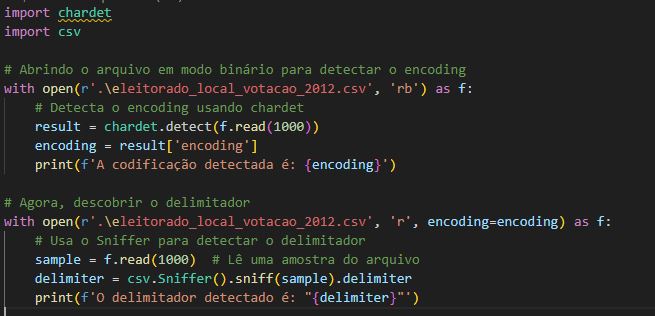 import chardet
import csv
# Abrindo o arquivo em modo binário para detectar o encoding
with open(r'.\eleitorado_local_votacao_2012.csv', 'rb') as f:
    # Detecta o encoding usando chardet
    result = chardet.detect(f.read(1000))
    encoding = result['encoding']
    print(f'A codificação detectada é: {encoding}')
# Agora, descobrir o delimitador
with open(r'.\eleitorado_local_votacao_2012.csv', 'r', encoding=encoding) as f:
    # Usa o Sniffer para detectar o delimitador
    sample = f.read(1000)  # Lê uma amostra do arquivo
    delimiter = csv.Sniffer().sniff(sample).delimiter
    print(f'O delimitador detectado é: "{delimiter}"')